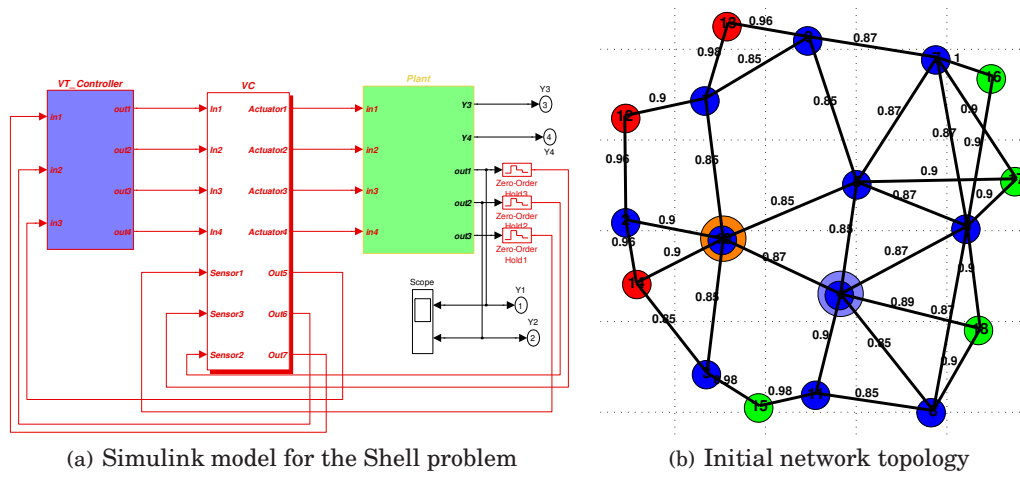 VT_Controller
in1
in2
in3
out1
out2
out3
out4
VC
In1
In2
In3
In4
Sensor1
Sensor3
Sensor2
Actuator1
Actuator2
Actuator3
Actuator4
Out5
Out6
Out7
Plant
in1
in2
in3
in4
Y3
Y4
out1
out2
out3
Y3
3
4
Y4
Zero-Order
Zero-Order
Zero-Order
Hold1
Scope
Y1
1
Y2
2
(a) Simulink model for the Shell problem
13
0.96
0.87
1
16
0.98
0.85
0.9
12
0.85
0.87
0.9
0.87
0.9
0.96
0.85
0.9
0.87
0.9
0.9
0.85
0.85
0.96
0.9
0.87
0.87
0.9
14
0.85
0.85
0.89
0.87
18
0.9
0.85
0.9
0.98
0.98
0.85
15
(b) Initial network topology